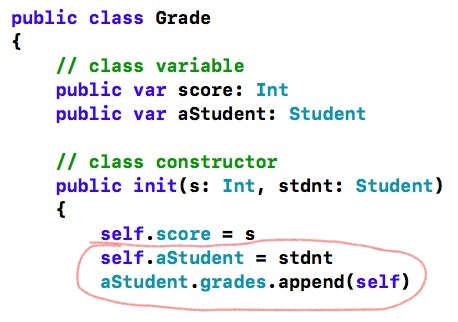 public class Grade
{
// class variable
public var score: Int
public var aStudent: Student
// class constructor
public init(s: Int, stdnt: Student)
{
self.score = s
self.aStudent = stdnt
aStudent.grades.append(self)